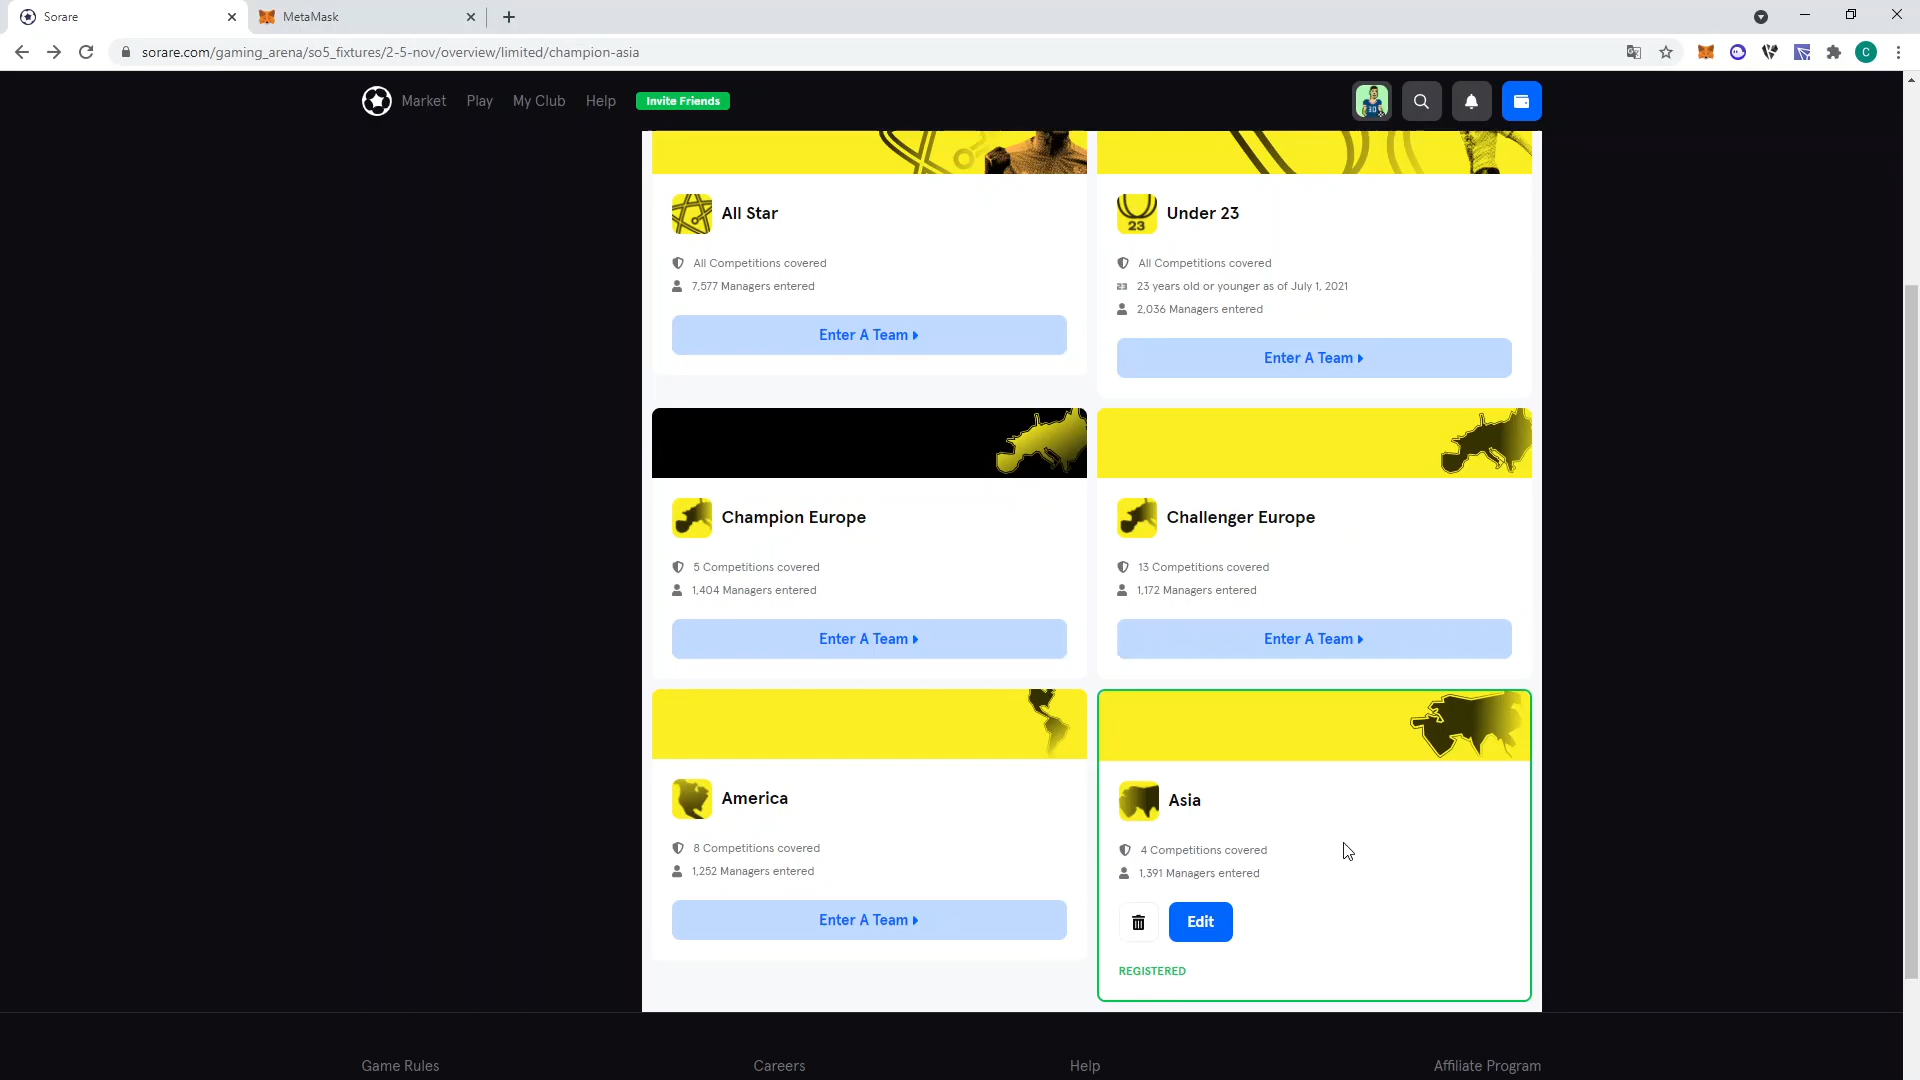 Sorare
MetaMask
sorare.com/gaming_arena/so5_fixtures/2-5-nov/overview/limited/champion-asia
C
Market
Play
My Club
Help
Invite Friends
All Star
All Competitions covered
7,577 Managers entered
Enter A Team
23
Under 23
All Competitions covered
23
23 years old or younger as of July 1, 2021
2,036 Managers entered
Enter A Team
Champion Europe
5 Competitions covered
1,404 Managers entered
Enter A Team
Challenger Europe
13 Competitions covered
1,172 Managers entered
Enter A Team
America
8 Competitions covered
1,252 Managers entered
Enter A Team
Asia
4 Competitions covered
1,391 Managers entered
Edit
REGISTERED
Game Rules
Careers
Help
Affiliate Program